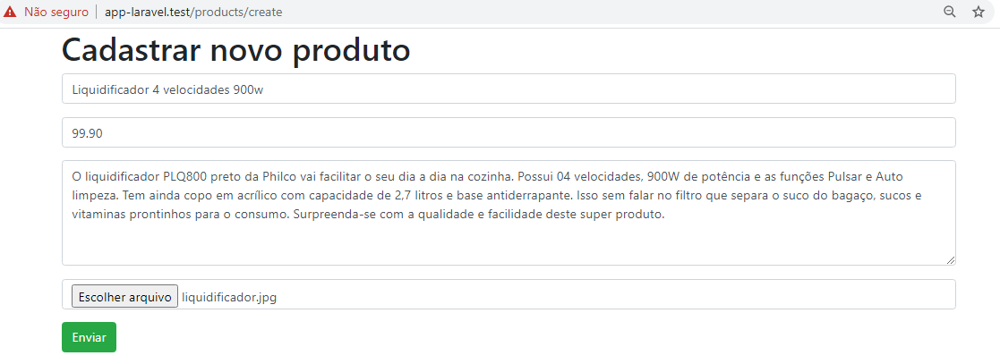 Não seguro app-laravel.test/products/create
Cadastrar novo produto
Liquidificador 4 velocidades 900w
99.90
O liquidificador PLQ800 preto da Philco vai facilitar o seu dia a dia na cozinha. Possui 04 velocidades, 900W de potência e as funções Pulsar e Auto
limpeza. Tem ainda copo em acrílico com capacidade de 2,7 litros e base antiderrapante. Isso sem falar no filtro que separa o suco do bagaço, sucos e
vitaminas prontinhos para o consumo. Surpreenda-se com a qualidade e facilidade deste super produto.
Escolher arquivo liquidificador.jpg
Enviar